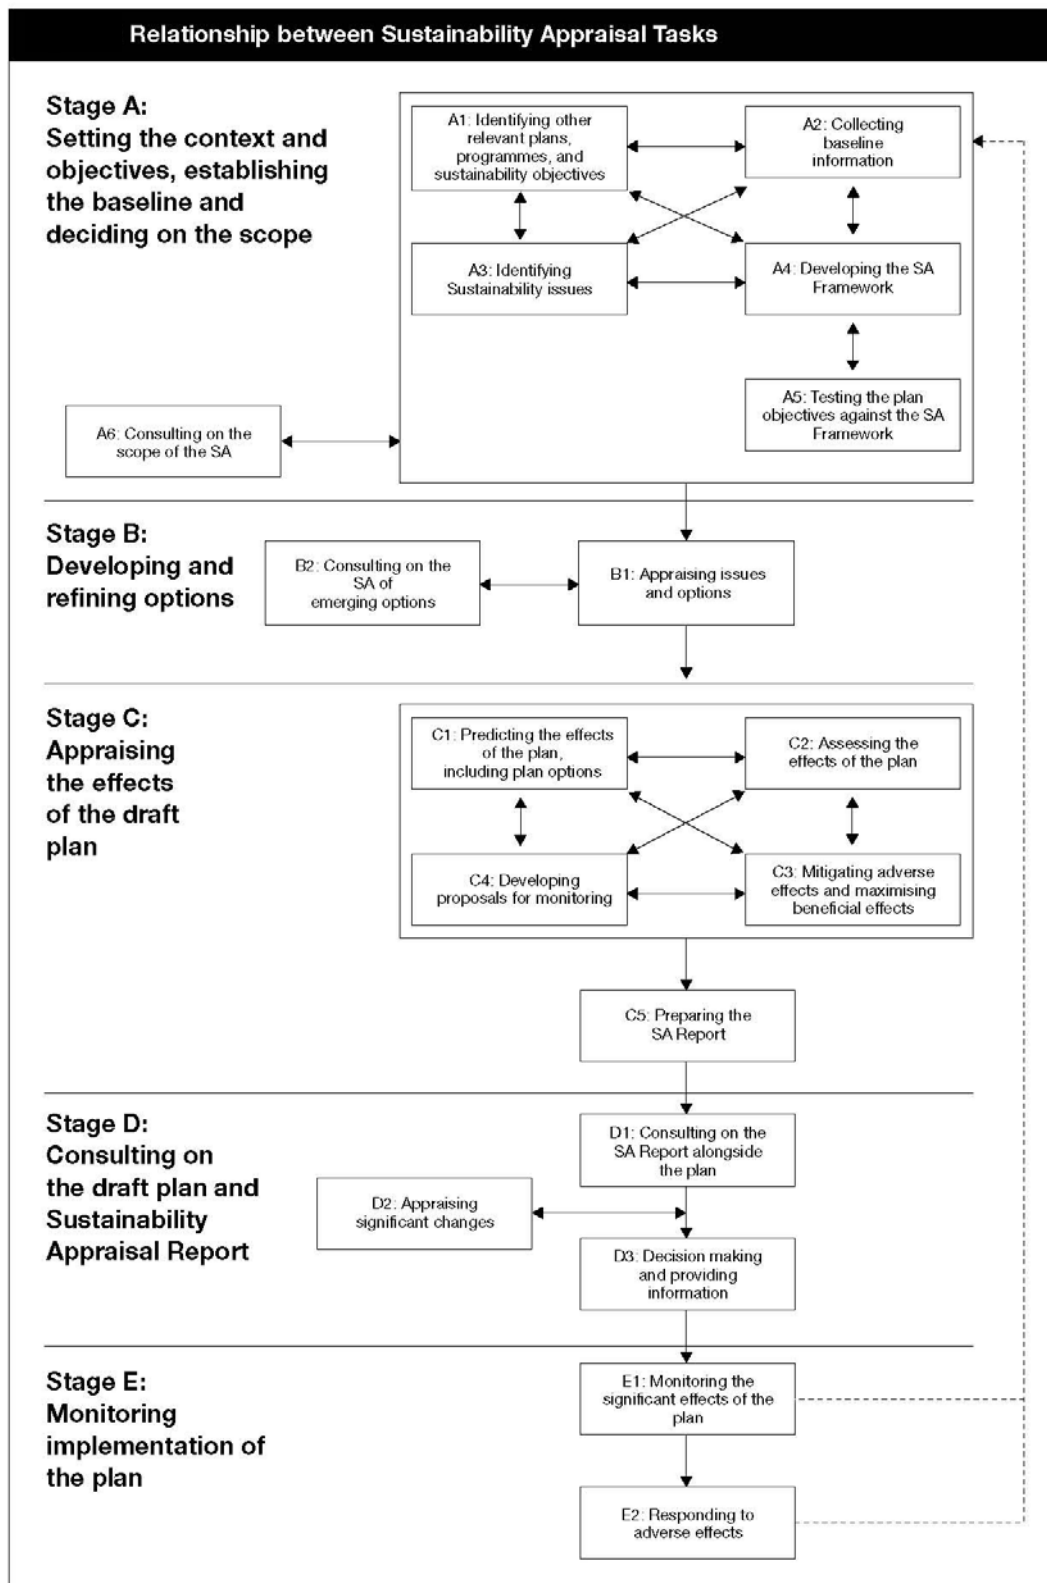 Relationship between Sustainability Appraisal Tasks
Stage A:
Setting the context and
objectives, establishing
the baseline and
deciding on the scope
A1: Identifying other
relevant plans,
programmes, and
sustainability objectives
A2: Collecting
baseline
information
A3: Identifying
Sustainability issues
A4: Developing the SA
Framework
A5: Testing the plan
objectives against the SA
Framework
A6: Consulting on the
scope of the SA
Stage B:
Developing and
refining options
B2: Consulting on the
SA of
emerging options
B1: Appraising issues
and options
Stage C:
Appraising
the effects
of the draft
plan
C1: Predicting the effects
of the plan,
including plan options
C2: Assessing the
effects of the plan
C4: Developing
proposals for monitoring
C3: Mitigating adverse
effects and maximising
beneficial effects
C5: Preparing the
SA Report
Stage D:
Consulting on
the draft plan and
Sustainability
Appraisal Report
D1: Consulting on the
SA Report alongside
the plan
D2: Appraising
significant changes
D3: Decision making
and providing
information
Stage E:
Monitoring
implementation of
the plan
E1: Monitoring the
significant effects of the
plan
E2: Responding to
adverse effects